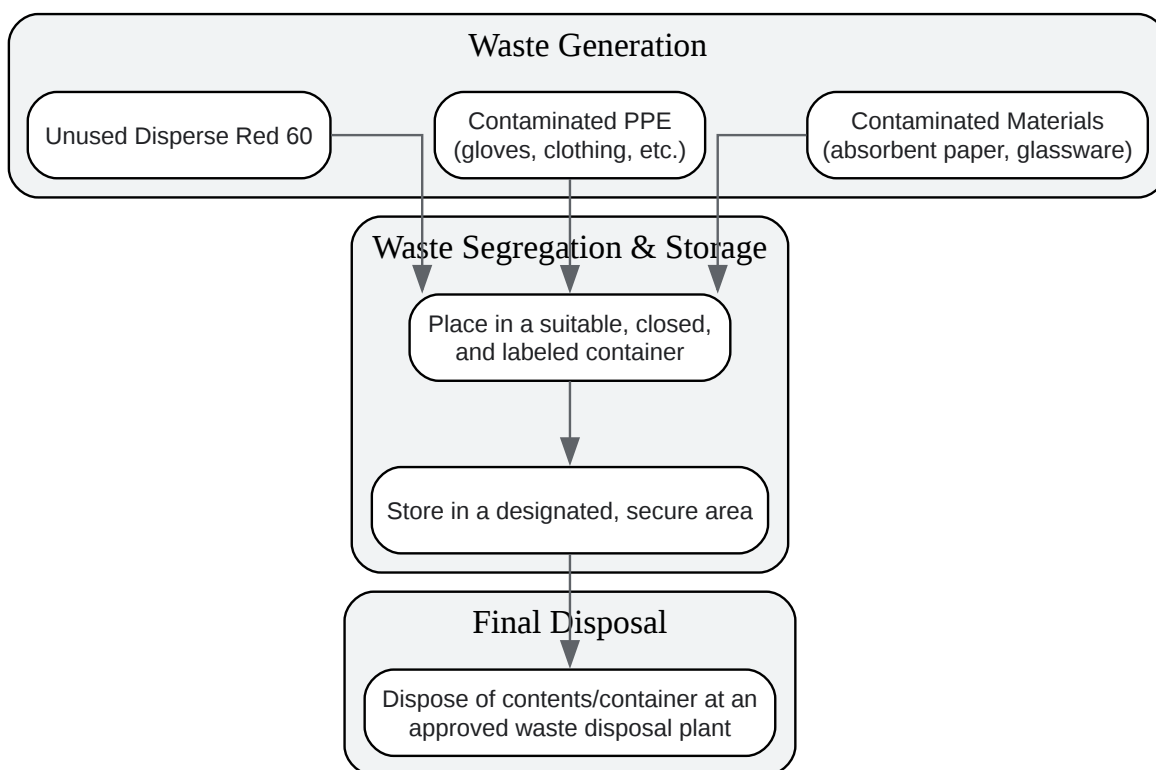 Waste Generation
Unused Disperse Red 60
Contaminated PPE
(gloves, clothing, etc.)
Contaminated Materials
(absorbent paper, glassware)
Waste Segregation & Storage
Place in a suitable, closed,
and labeled container
Store in a designated, secure area
Final Disposal
Dispose of contents/container at an
approved waste disposal plant